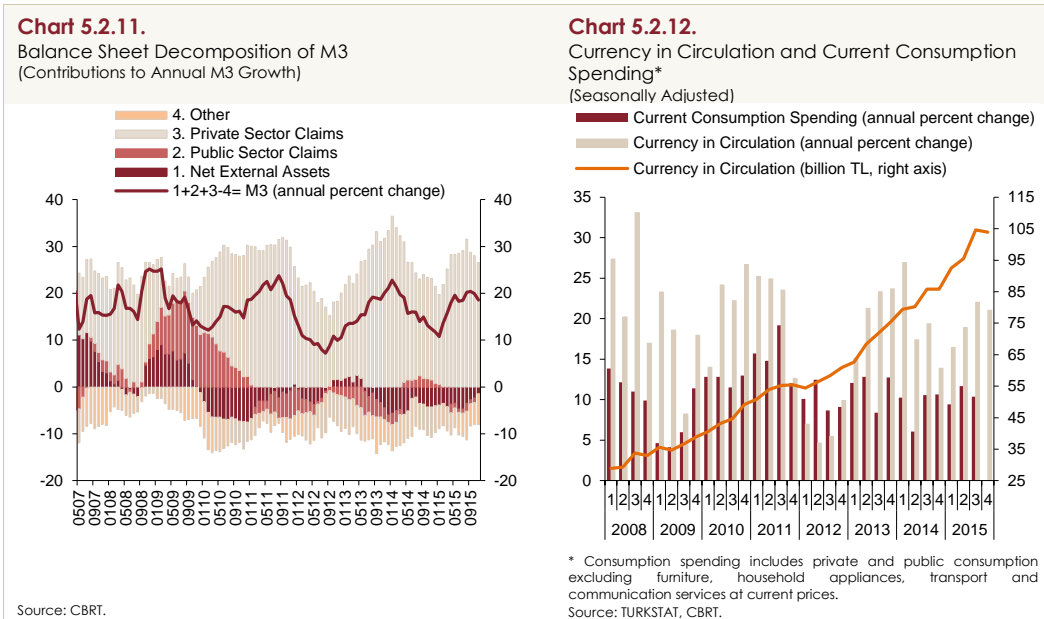 Chart 5.2.11.
Balance Sheet Decomposition of M3
(Contributions to Annual M3 Growth)
4. Other
3. Private Sector Claims
2. Public Sector Claims
1. Net External Assets
1+2+3-4= M3 (annual percent change)
40 40
30 30
20 20
10 10
0 0
-10 -10
-20 -20
0507 0907 0108 0508 0908 0109 0509 0909 0110 0510 0910 0111 0511 0911 0112 0512 0912 0113 0513 0913 0114 0514 0914 0115 0515 0915
Source: CBRT.
Chart 5.2.12.
Currency in Circulation and Current Consumption
Spending*
(Seasonally Adjusted)
Current Consumption Spending (annual percent change)
Currency in Circulation (annual percent change)
Currency in Circulation (billion TL, right axis)
35 115
30 105
25 95
20 85
15 75
10 65
5 55
0 45
35
25
1 2 3 4 1 2 3 4 1 2 3 4 1 2 3 4 1 2 3 4 1 2 3 4 1 2 3 4 1 2 3 4
2008 2009 2010 2011 2012 2013 2014 2015
* Consumption spending includes private and public consumption
excluding furniture, household appliances, transport and
communication services at current prices.
Source: TURKSTAT, CBRT.